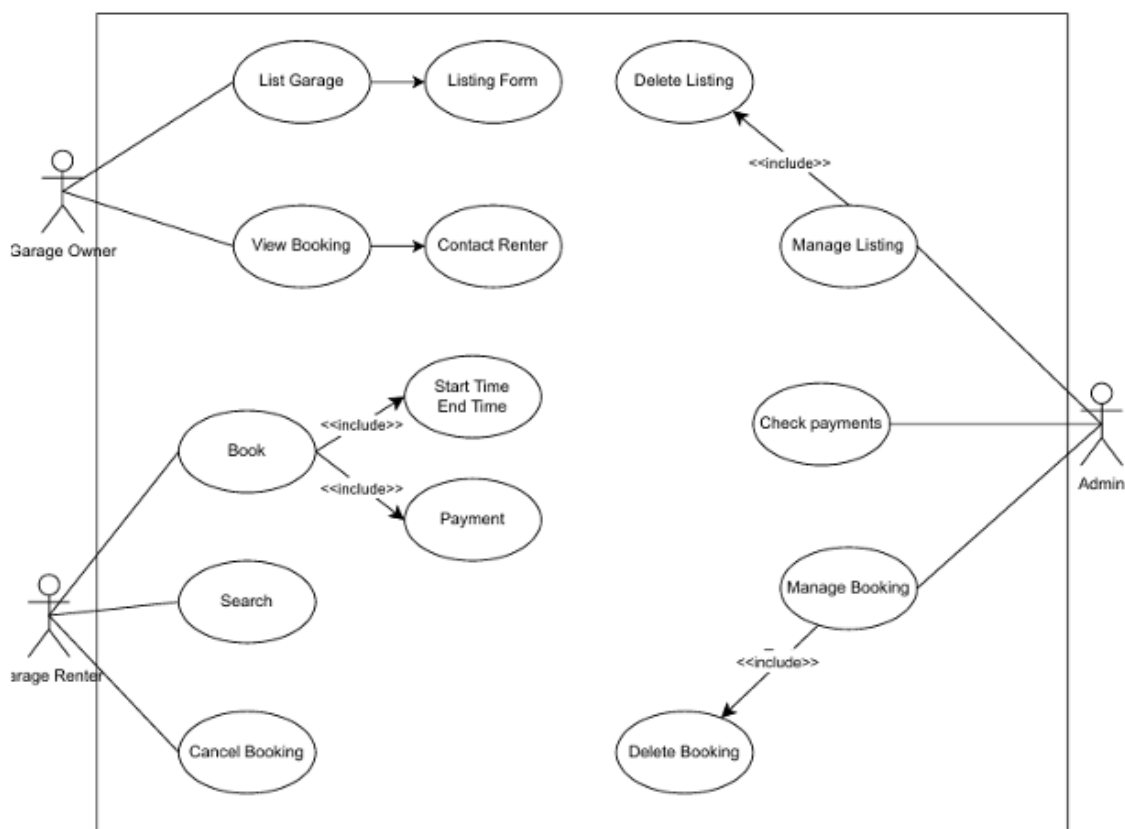 List Garage
Listing Form
Delete Listing
<<include>>
Garage Owner
View Booking
Contact Renter
Manage Listing
Start Time
End Time
<<include>>
Book
Check payments
<<include>>
Payment
Admin
Search
Manage Booking
arage Renter
<<include>>
Cancel Booking
Delete Booking